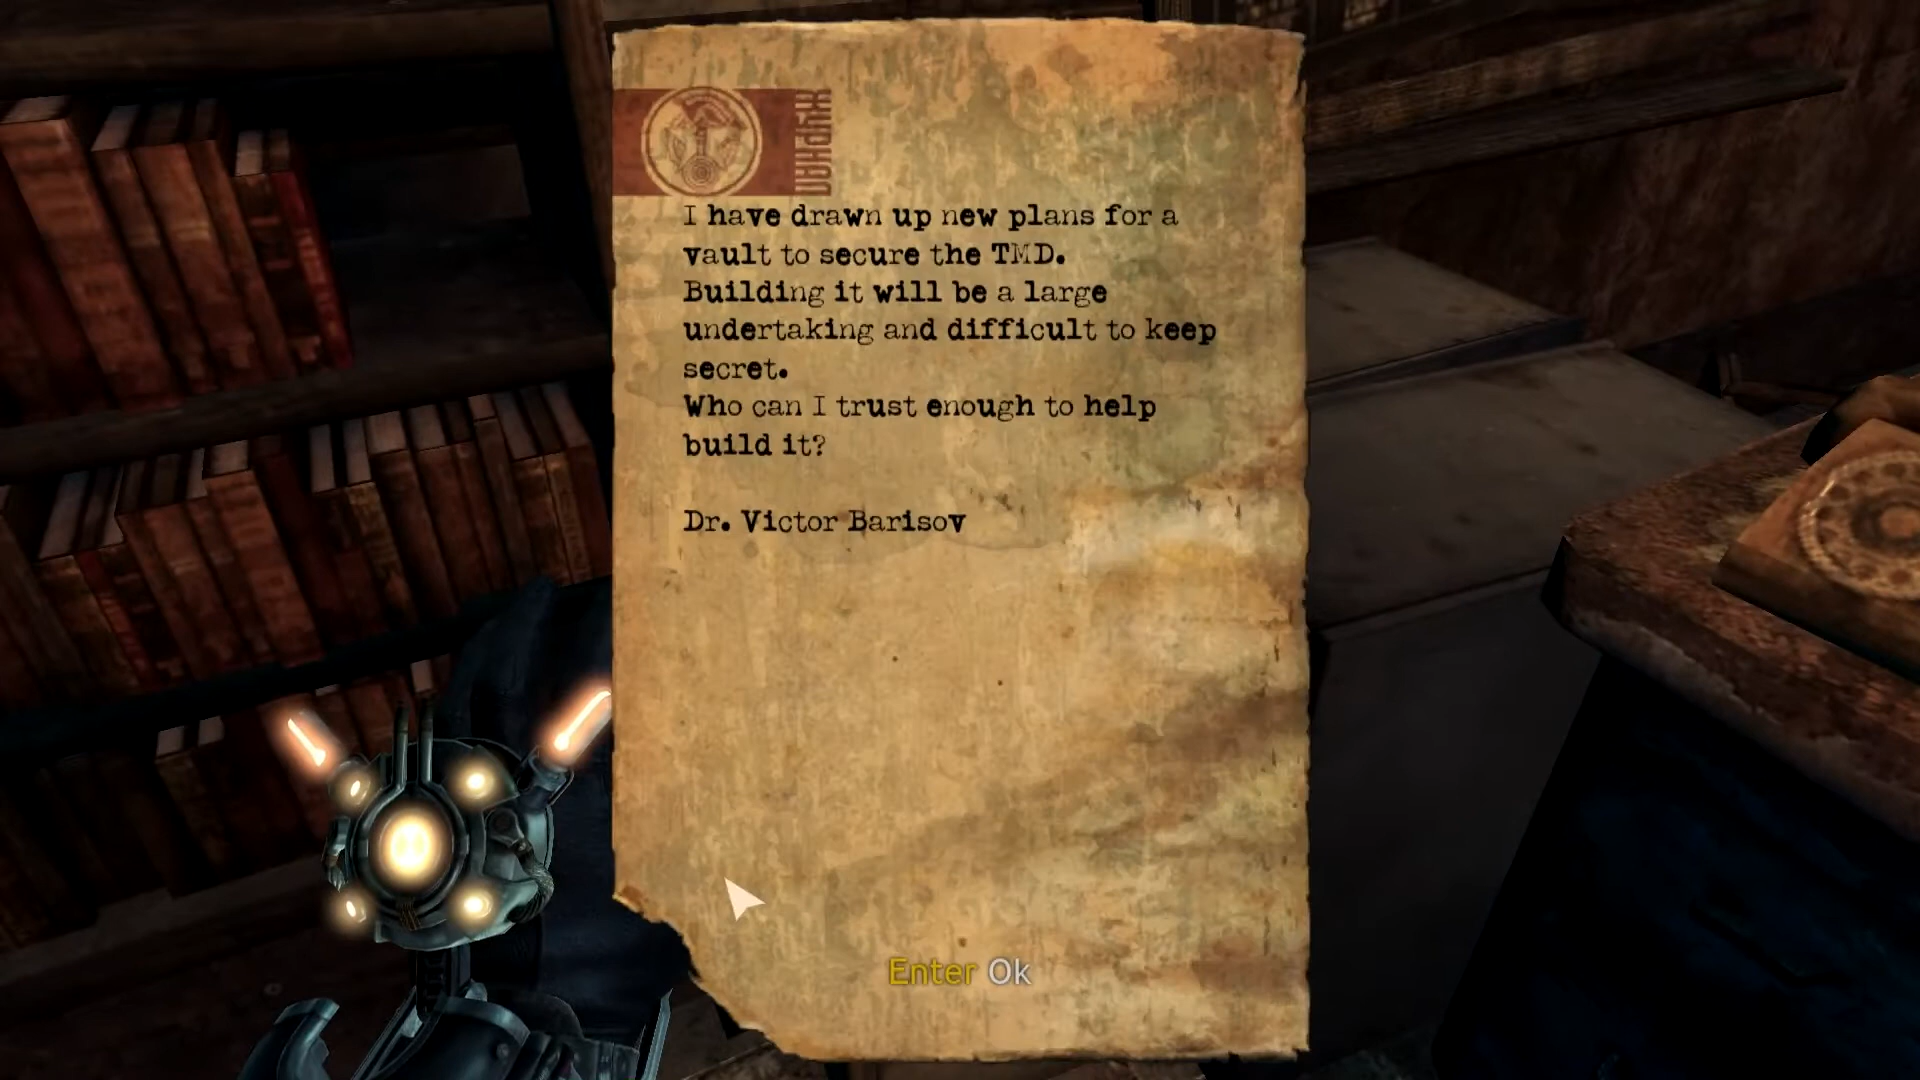 журнал
I have drawn up new plans for a
vault to secure the TMD.
Building it will be a large
undertaking and difficult to keep
secret.
Who can I trust enough to help
build it?
Dr. Victor Barisov
Enter Ok